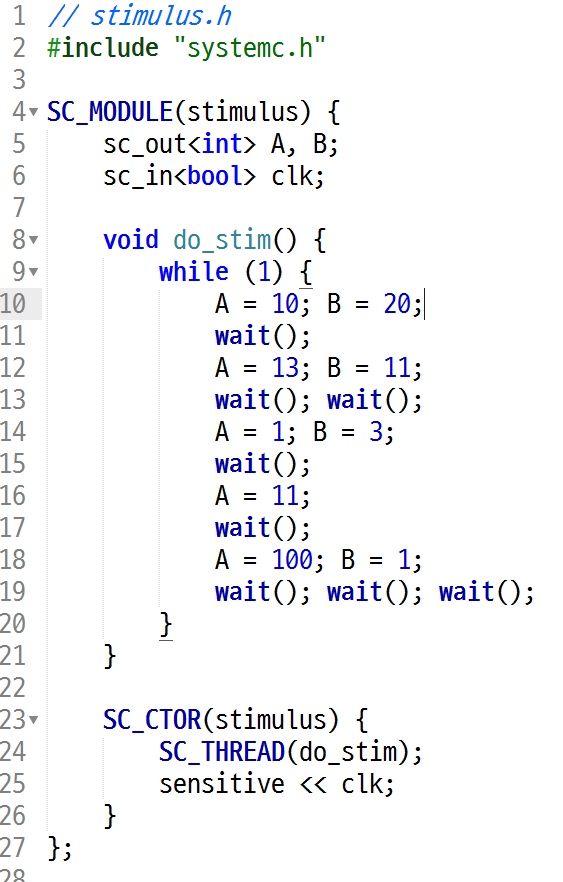 1 // stimulus.h
2 #include "systemc.h"
3
4 SC_MODULE(stimulus) {
5 sc_out<int> A, B;
6 sc_in<bool> clk;
7
8 void do_stim() {
9 while (1) {
10 A = 10; B = 20;
11 wait();
12 A = 13; B = 11;
13 wait(); wait();
14 A = 1; B = 3;
15 wait();
16 A = 11;
17 wait();
18 A = 100; B = 1;
19 wait(); wait(); wait();
20 }
21 }
22
23 SC_CTOR(stimulus) {
24 SC_THREAD(do_stim);
25 sensitive << clk;
26 }
27 };
28